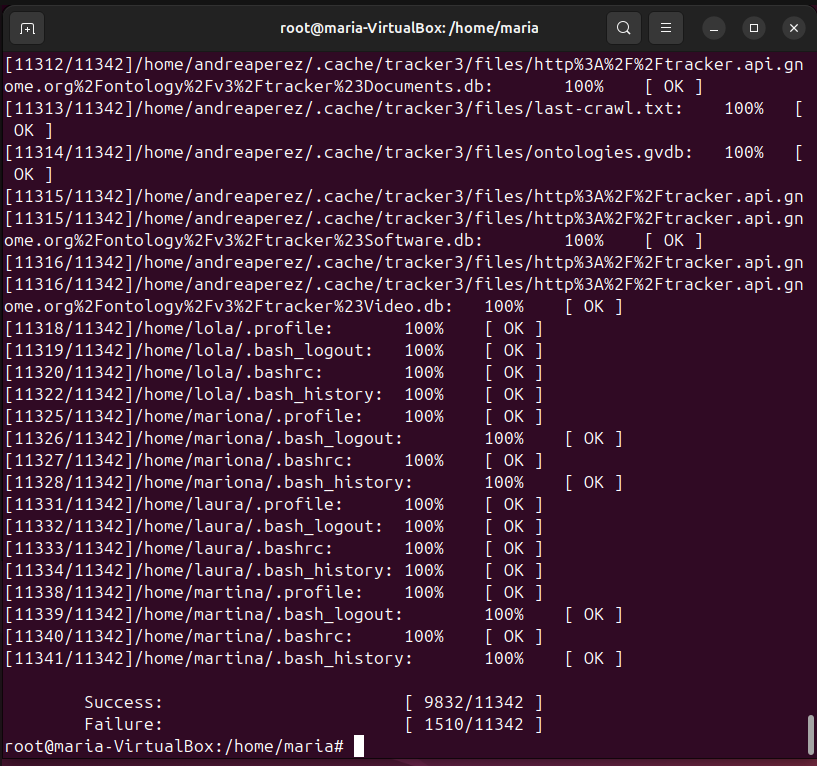 root@maria-VirtualBox: /home/maria
[11312/11342]/home/andreaperez/.cache/tracker3/files/http%3A%2F%2Ftracker.api.gn
ome.org%2Fontology%2Fv3%2Ftracker%23Documents.db:       100%    [ OK ]
[11313/11342]/home/andreaperez/.cache/tracker3/files/last-crawl.txt:    100%   [
 OK ]
[11314/11342]/home/andreaperez/.cache/tracker3/files/ontologies.gvdb:   100%   [
 OK ]
[11315/11342]/home/andreaperez/.cache/tracker3/files/http%3A%2F%2Ftracker.api.gn
[11315/11342]/home/andreaperez/.cache/tracker3/files/http%3A%2F%2Ftracker.api.gn
ome.org%2Fontology%2Fv3%2Ftracker%23Software.db:        100%    [ OK ]
[11316/11342]/home/andreaperez/.cache/tracker3/files/http%3A%2F%2Ftracker.api.gn
[11316/11342]/home/andreaperez/.cache/tracker3/files/http%3A%2F%2Ftracker.api.gn
ome.org%2Fontology%2Fv3%2Ftracker%23Video.db:   100%    [ OK ]
[11318/11342]/home/lola/.profile:       100%    [ OK ]
[11319/11342]/home/lola/.bash_logout:   100%    [ OK ]
[11320/11342]/home/lola/.bashrc:        100%    [ OK ]
[11322/11342]/home/lola/.bash_history:  100%    [ OK ]
[11325/11342]/home/mariona/.profile:    100%    [ OK ]
[11326/11342]/home/mariona/.bash_logout:        100%    [ OK ]
[11327/11342]/home/mariona/.bashrc:     100%    [ OK ]
[11328/11342]/home/mariona/.bash_history:       100%    [ OK ]
[11331/11342]/home/laura/.profile:      100%    [ OK ]
[11332/11342]/home/laura/.bash_logout:  100%    [ OK ]
[11333/11342]/home/laura/.bashrc:       100%    [ OK ]
[11334/11342]/home/laura/.bash_history: 100%    [ OK ]
[11338/11342]/home/martina/.profile:    100%    [ OK ]
[11339/11342]/home/martina/.bash_logout:        100%    [ OK ]
[11340/11342]/home/martina/.bashrc:     100%    [ OK ]
[11341/11342]/home/martina/.bash_history:       100%    [ OK ]
        Success:                        [ 9832/11342 ]
        Failure:                        [ 1510/11342 ]
root@maria-VirtualBox:/home/maria#